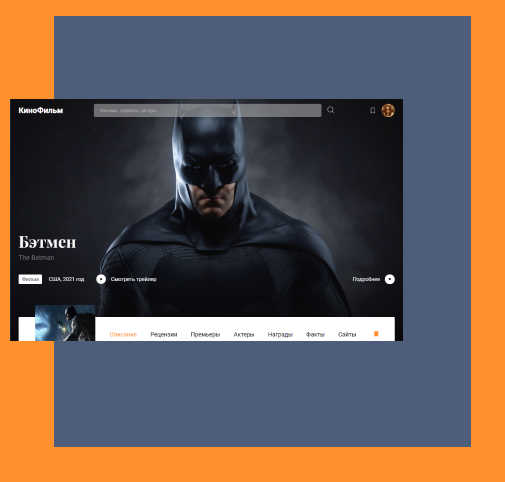 КиноФильм
Фильмы, сериалы, актеры
Бэтмен
The Batman
Фильм США, 2021 год Смотреть трейлер Подробнее
Описание Рецензии Премьеры Актеры Награды Факты Сайты